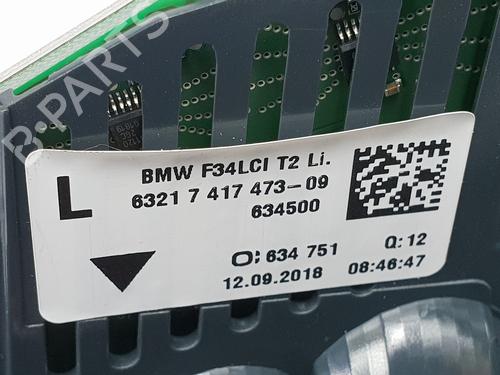 B-PARTS
BMW F34LCI T2 Li.
L
6321 7 417 473-09
634500
O: 634 751
Q: 12
12.09.2018
08:46:47